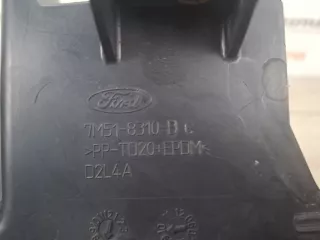 Ford
7M51-8310-B c
>PP-TD20+EPDM<
D2L4A